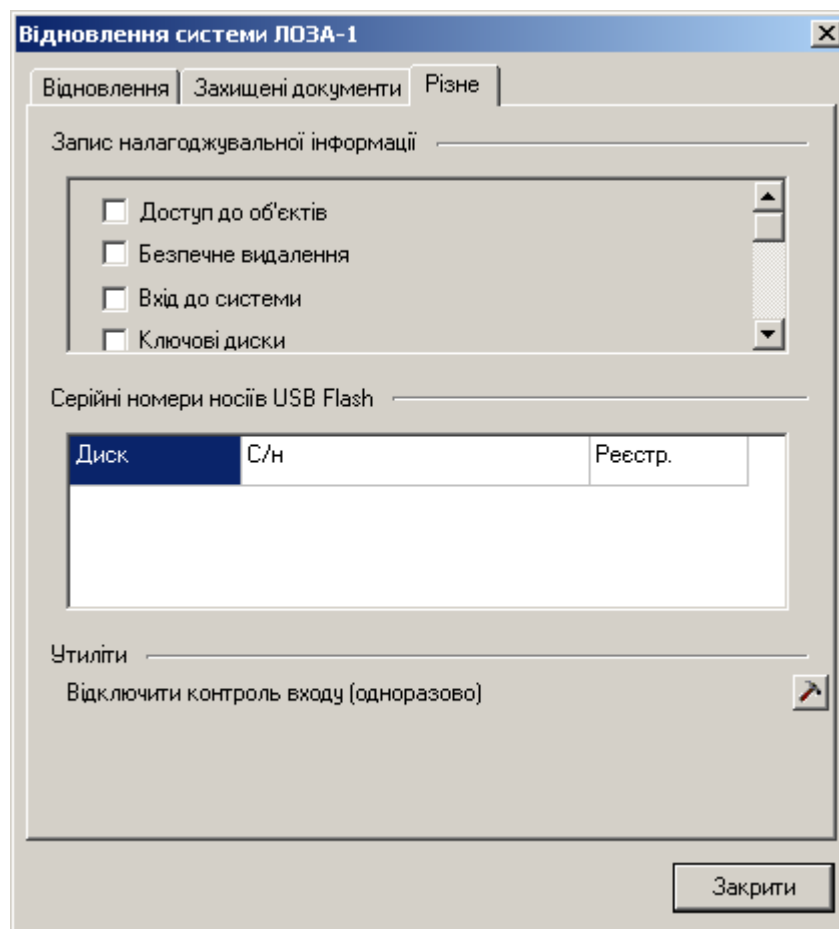 Відновлення системи ЛОЗА-1
Відновлення Захищені документи Різне
Запис налагоджувальної інформації
Доступ до об'єктів
Безпечне видалення
Вхід до системи
Ключові диски
Серійні номери носіїв USB Flash
Диск С/н Реєстр.
Утиліти
Відключити контроль входу (одноразово)
Закрити